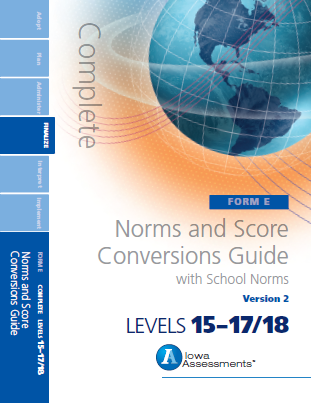 Adopt
Plan
Administer
FINALIZE
Interpret
Implement
FORM E COMPLETE LEVELS 15–17/18
Norms and Score
Conversions Guide
Complete
FORM E
Norms and Score
Conversions Guide
with School Norms
Version 2
LEVELS 15–17/18
A Iowa
Assessments™